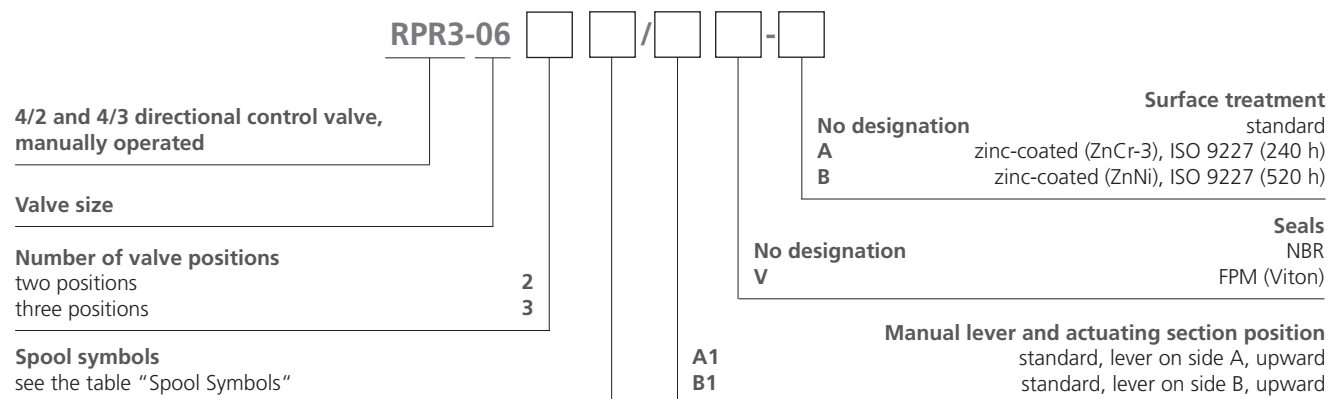 RPR3-06 / -
4/2 and 4/3 directional control valve,
manually operated
Valve size
Number of valve positions
two positions 2
three positions 3
Spool symbols
see the table “Spool Symbols“
Surface treatment
No designation standard
A zinc-coated (ZnCr-3), ISO 9227 (240 h)
B zinc-coated (ZnNi), ISO 9227 (520 h)
Seals
No designation NBR
V FPM (Viton)
Manual lever and actuating section position
A1 standard, lever on side A, upward
B1 standard, lever on side B, upward